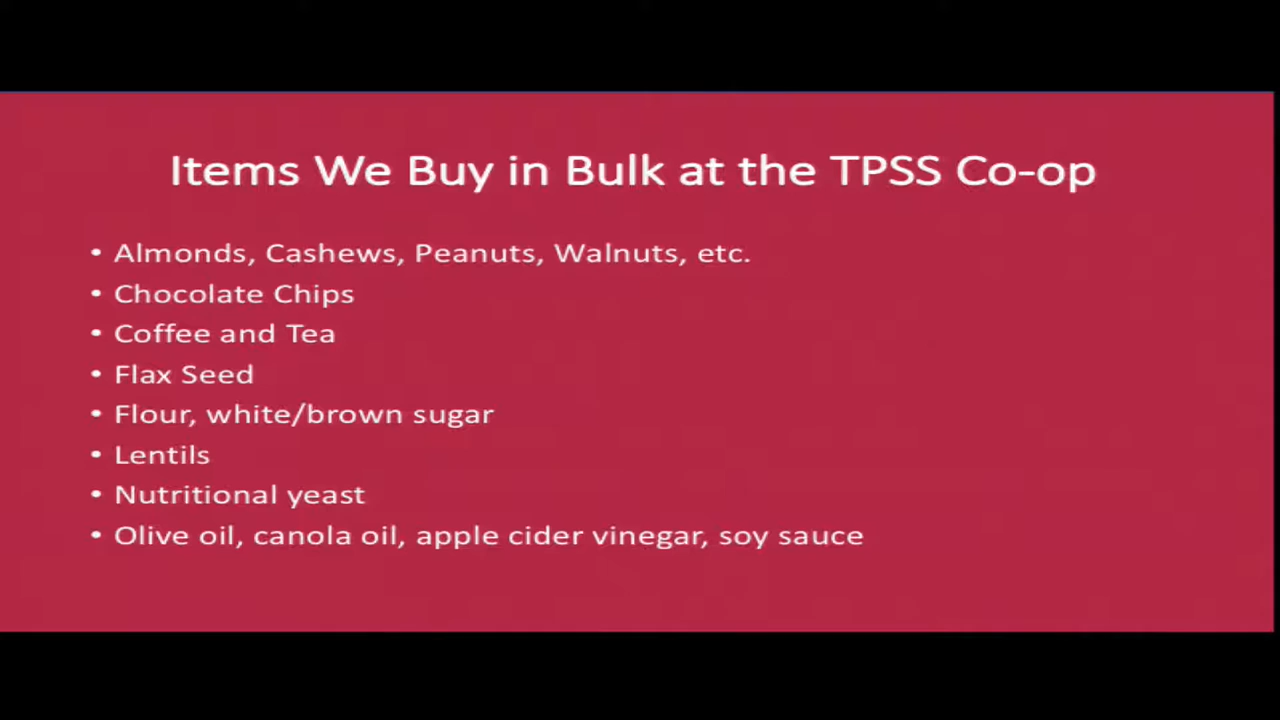 Items We Buy in Bulk at the TPSS Co-op
• Almonds, Cashews, Peanuts, Walnuts, etc.
• Chocolate Chips
• Coffee and Tea
• Flax Seed
• Flour, white/brown sugar
• Lentils
• Nutritional yeast
• Olive oil, canola oil, apple cider vinegar, soy sauce